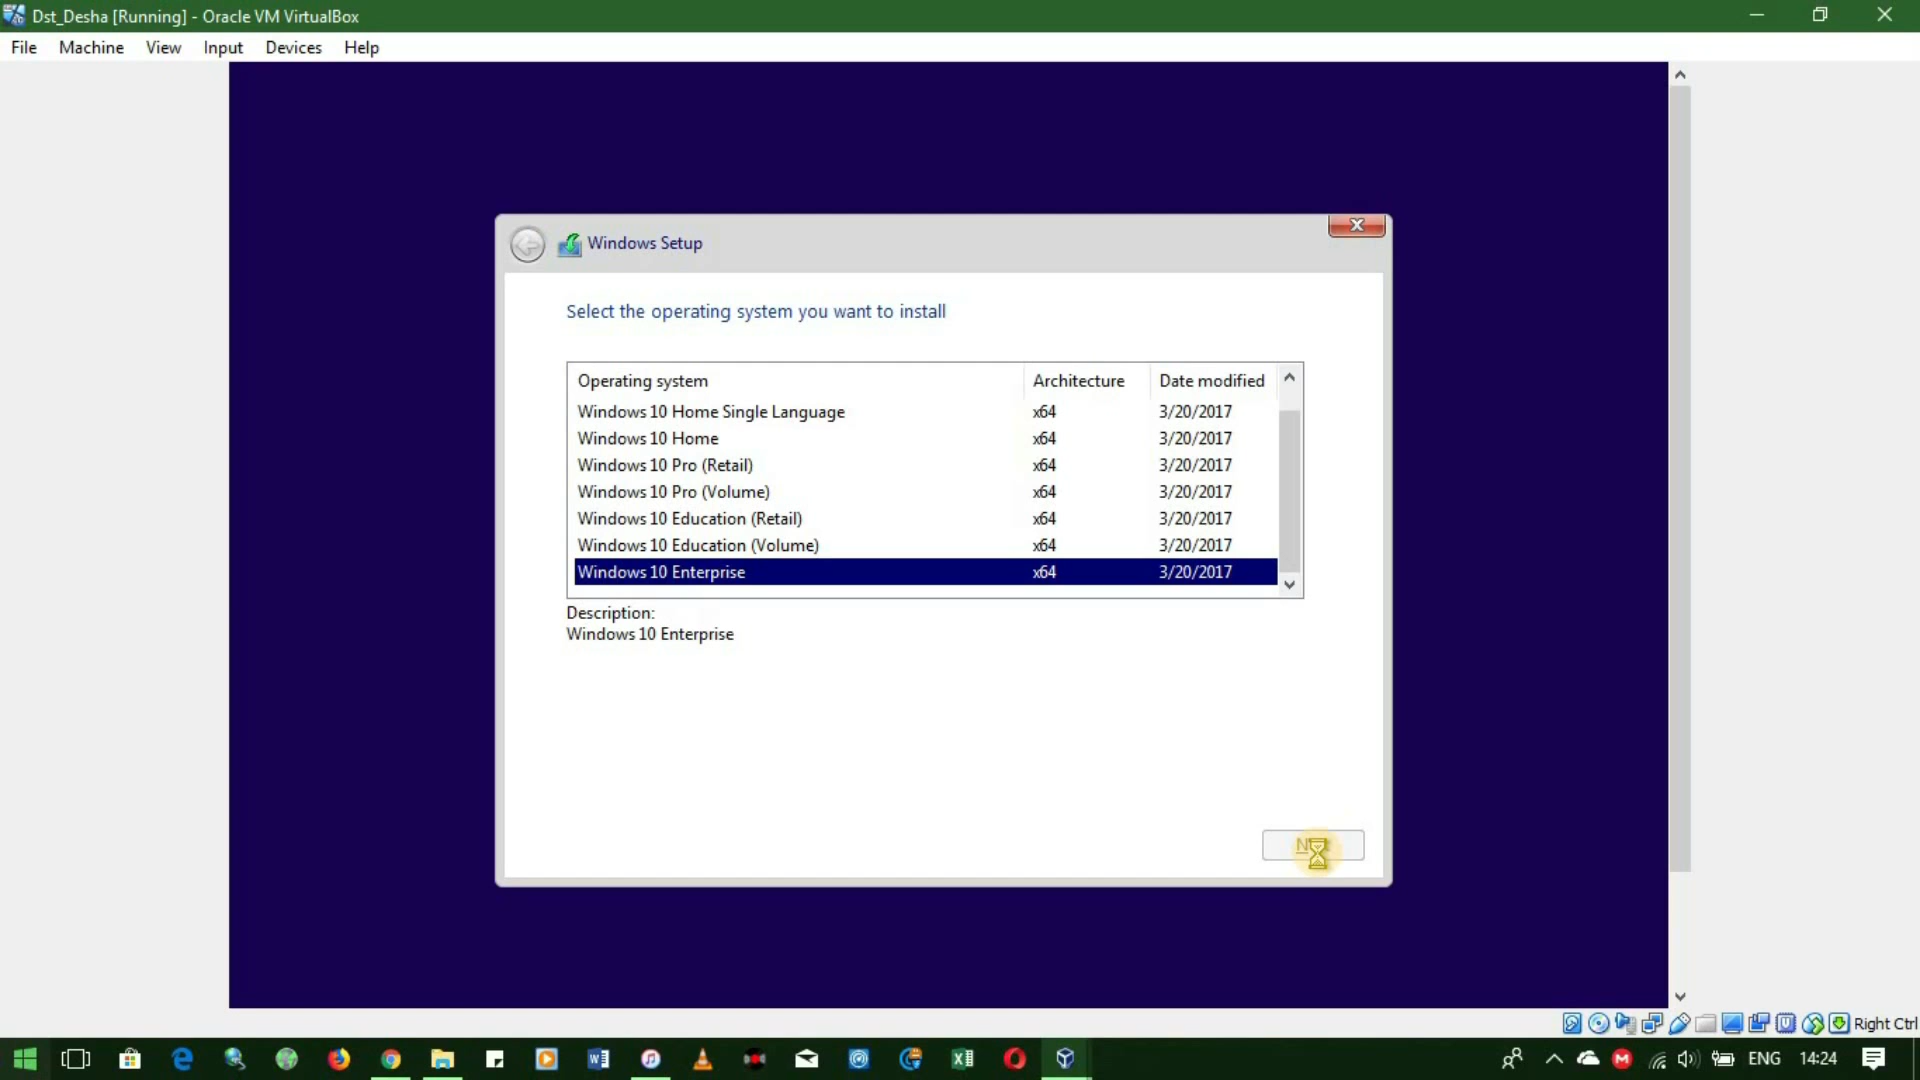 Dst_Desha [Running] - Oracle VM VirtualBox
File Machine View Input Devices Help
Windows Setup
Select the operating system you want to install
Operating system Architecture Date modified
Windows 10 Home Single Language x64 3/20/2017
Windows 10 Home x64 3/20/2017
Windows 10 Pro (Retail) x64 3/20/2017
Windows 10 Pro (Volume) x64 3/20/2017
Windows 10 Education (Retail) x64 3/20/2017
Windows 10 Education (Volume) x64 3/20/2017
Windows 10 Enterprise x64 3/20/2017
Description:
Windows 10 Enterprise
Right Ctrl
ENG 14:24